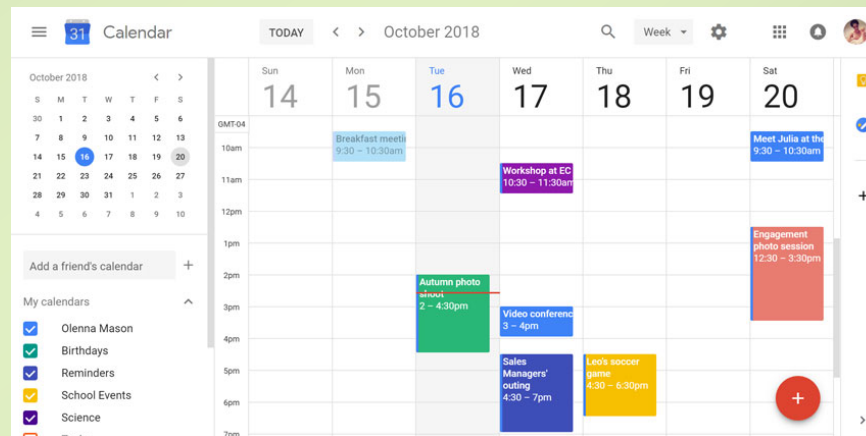 31 Calendar TODAY October 2018 Week
October 2018
S M T W T F S
30 1 2 3 4 5 6
7 8 9 10 11 12 13
14 15 16 17 18 19 20
21 22 23 24 25 26 27
28 29 30 31 1 2 3
4 5 6 7 8 9 10
Add a friend's calendar +
My calendars
Olenna Mason
Birthdays
Reminders
School Events
Science
Sun Mon Tue Wed Thu Fri Sat
14 15 16 17 18 19 20
GMT-04
10am
11am
12pm
1pm
2pm
3pm
4pm
5pm
6pm
7pm
Breakfast meetin
9:30 – 10:30am
Autumn photo
shoot
2 – 4:30pm
Workshop at EC
10:30 – 11:30am
Video conferenc
3 – 4pm
Sales
Managers'
outing
4:30 – 7pm
Leo's soccer
game
4:30 – 6:30pm
Meet Julia at the
9:30 – 10:30am
Engagement
photo session
12:30 – 3:30pm
+